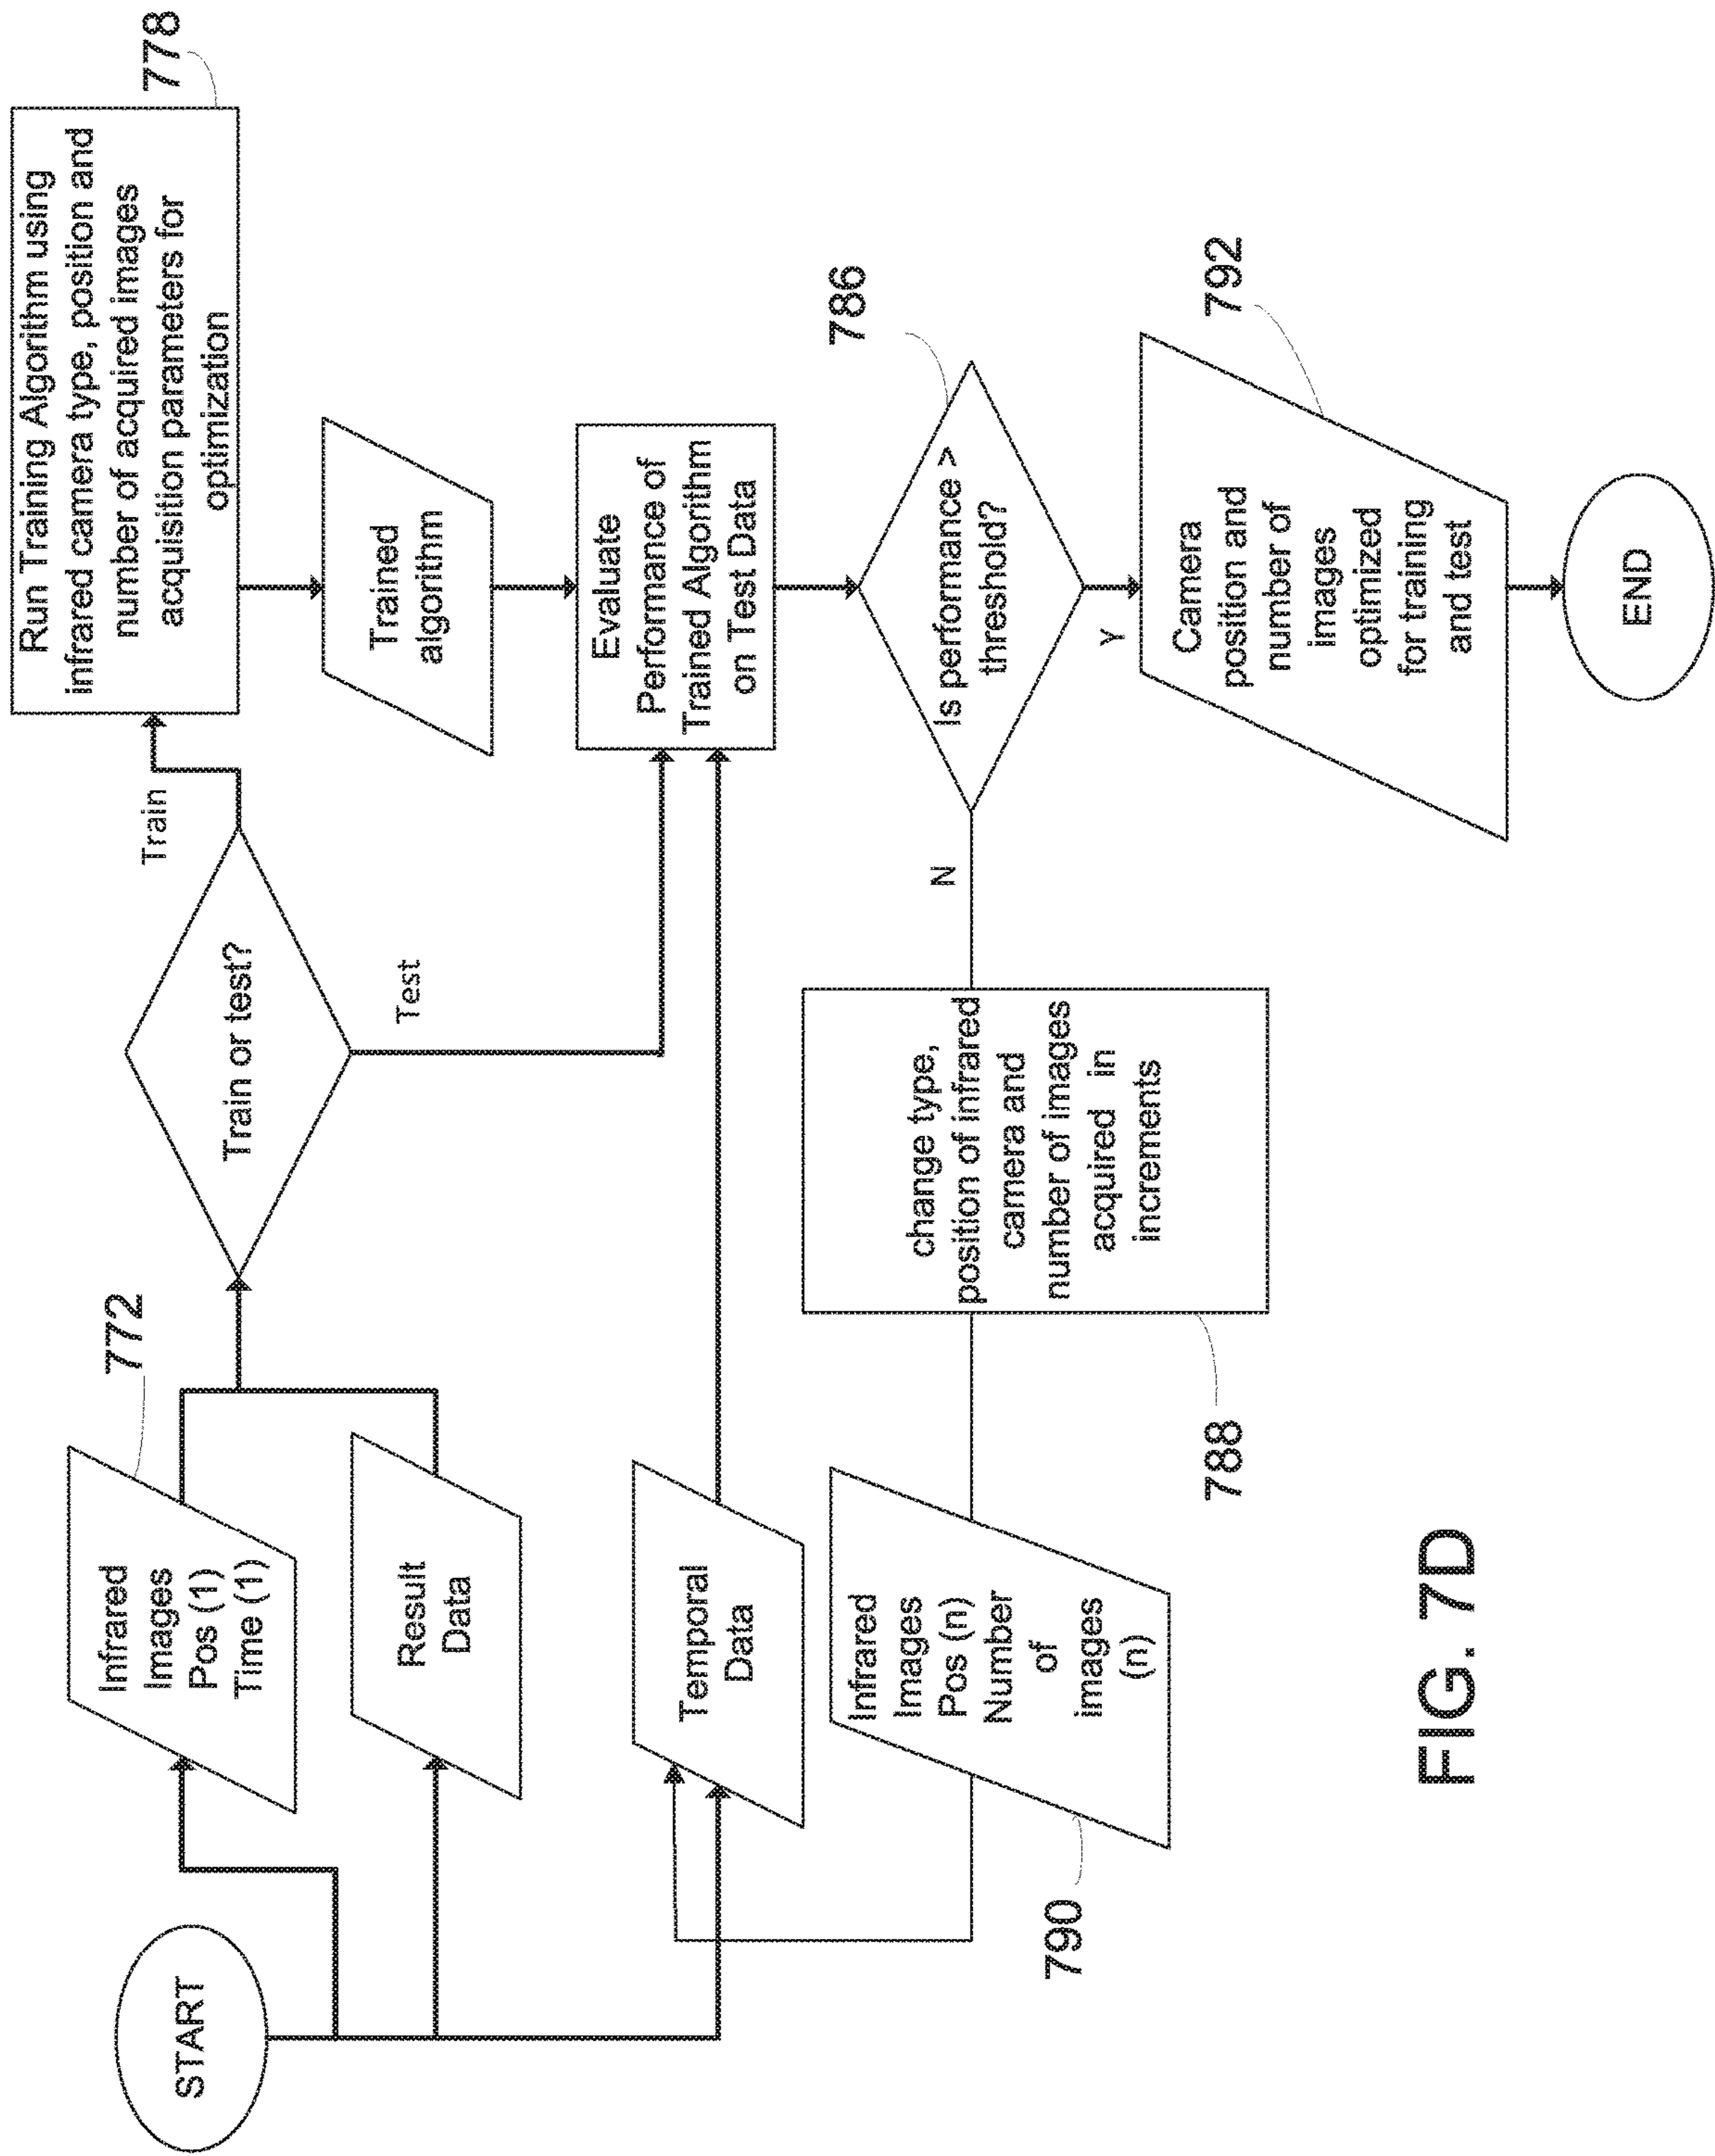 START
Infrared
Images
Pos (1)
Time (1)
772
Result
Data
Temporal
Data
Infrared
Images
Pos (n)
Number
of
images
(n)
790
Train or test?
Train
Test
Run Training Algorithm using
infrared camera type, position and
number of acquired images
acquisition parameters for
optimization
778
Trained
algorithm
Evaluate
Performance of
Trained Algorithm
on Test Data
Is performance >
threshold?
786
N
Y
change type,
position of infrared
camera and
number of images
acquired in
increments
788
Camera
position and
number of
images
optimized
for training
and test
792
END
FIG. 7D